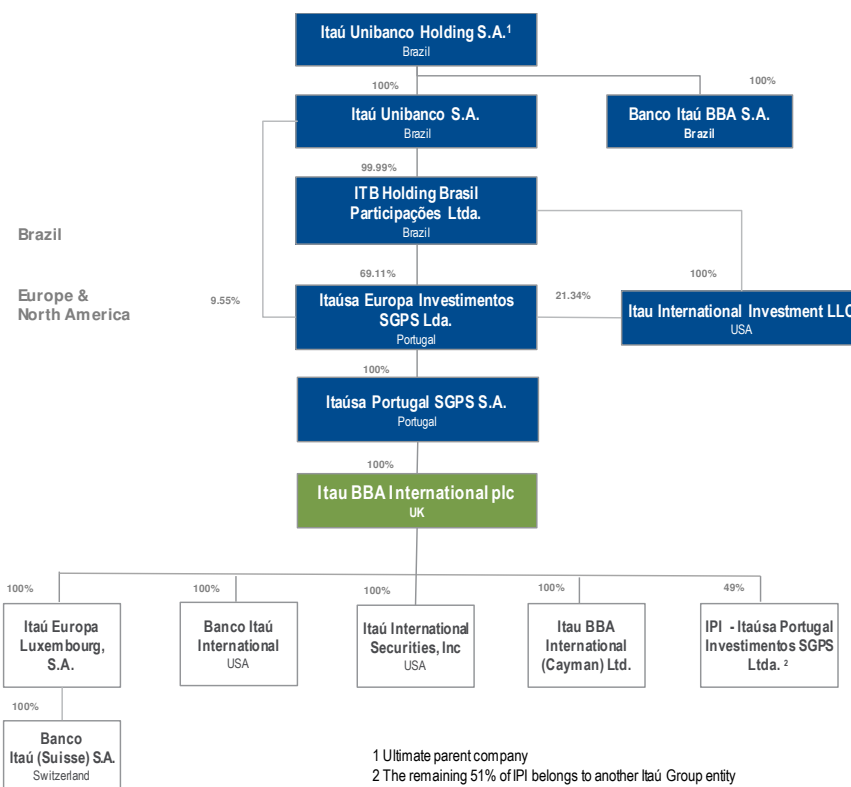 Itaú Unibanco Holding S.A.¹
Brazil
100%
100%
Itaú Unibanco S.A.
Brazil
Banco Itaú BBA S.A.
Brazil
99.99%
ITB Holding Brasil
Participações Ltda.
Brazil
Brazil
Europe &
North America
9.55%
69.11%
21.34%
100%
Itaúsa Europa Investimentos
SGPS Lda.
Portugal
Itau International Investment LLC
USA
100%
Itaúsa Portugal SGPS S.A.
Portugal
100%
Itau BBA International plc
UK
100%
100%
100%
100%
49%
Itaú Europa
Luxembourg,
S.A.
Banco Itaú
International
USA
Itaú International
Securities, Inc
USA
Itau BBA
International
(Cayman) Ltd.
IPI - Itaúsa Portugal
Investimentos SGPS
Ltda. ²
100%
Banco
Itaú (Suisse) S.A.
Switzerland
1 Ultimate parent company
2 The remaining 51% of IPI belongs to another Itaú Group entity